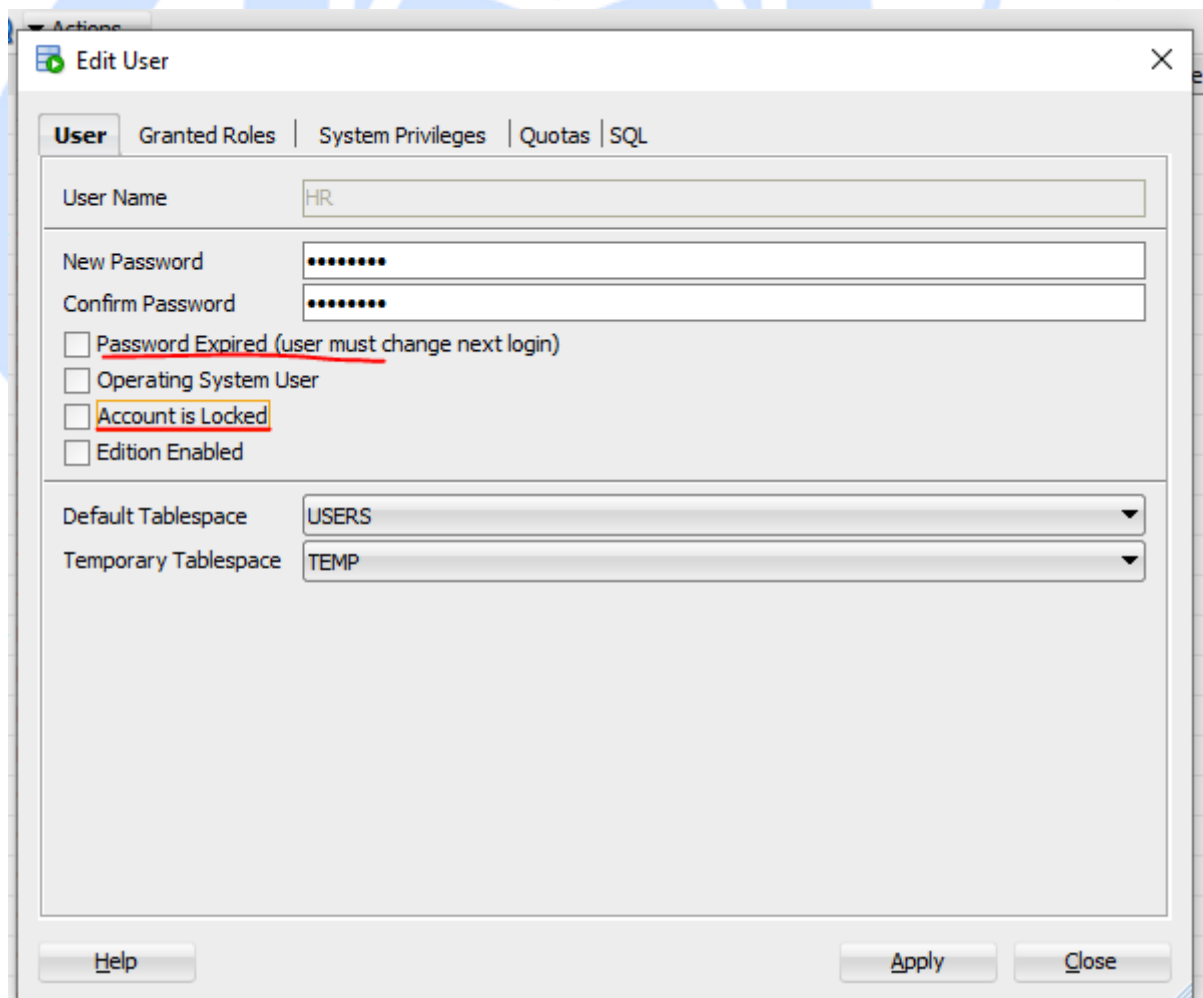 Actions...
Edit User
User Granted Roles System Privileges Quotas SQL
User Name HR
New Password ••••••••
Confirm Password ••••••••
Password Expired (user must change next login)
Operating System User
Account is Locked
Edition Enabled
Default Tablespace USERS
Temporary Tablespace TEMP
Help Apply Close